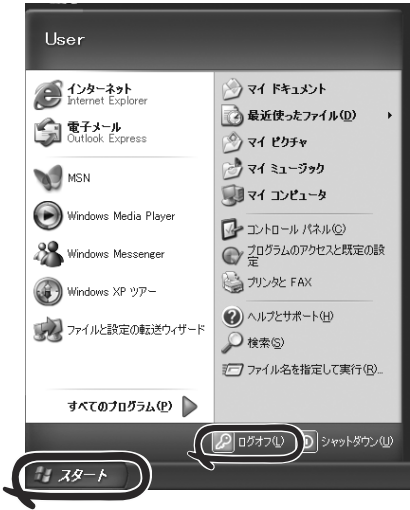 User
インターネット
Internet Explorer
電子メール
Outlook Express
MSN
Windows Media Player
Windows Messenger
Windows XP ツアー
ファイルと設定の転送ウィザード
すべてのプログラム(P)
マイ ドキュメント
最近使ったファイル(D)
マイ ピクチャ
マイ ミュージック
マイ コンピュータ
コントロール パネル(C)
プログラムのアクセスと既定の設
定
プリンタと FAX
ヘルプとサポート(H)
検索(S)
ファイル名を指定して実行(R)...
ログオフ(L)
シャットダウン(U)
スタート